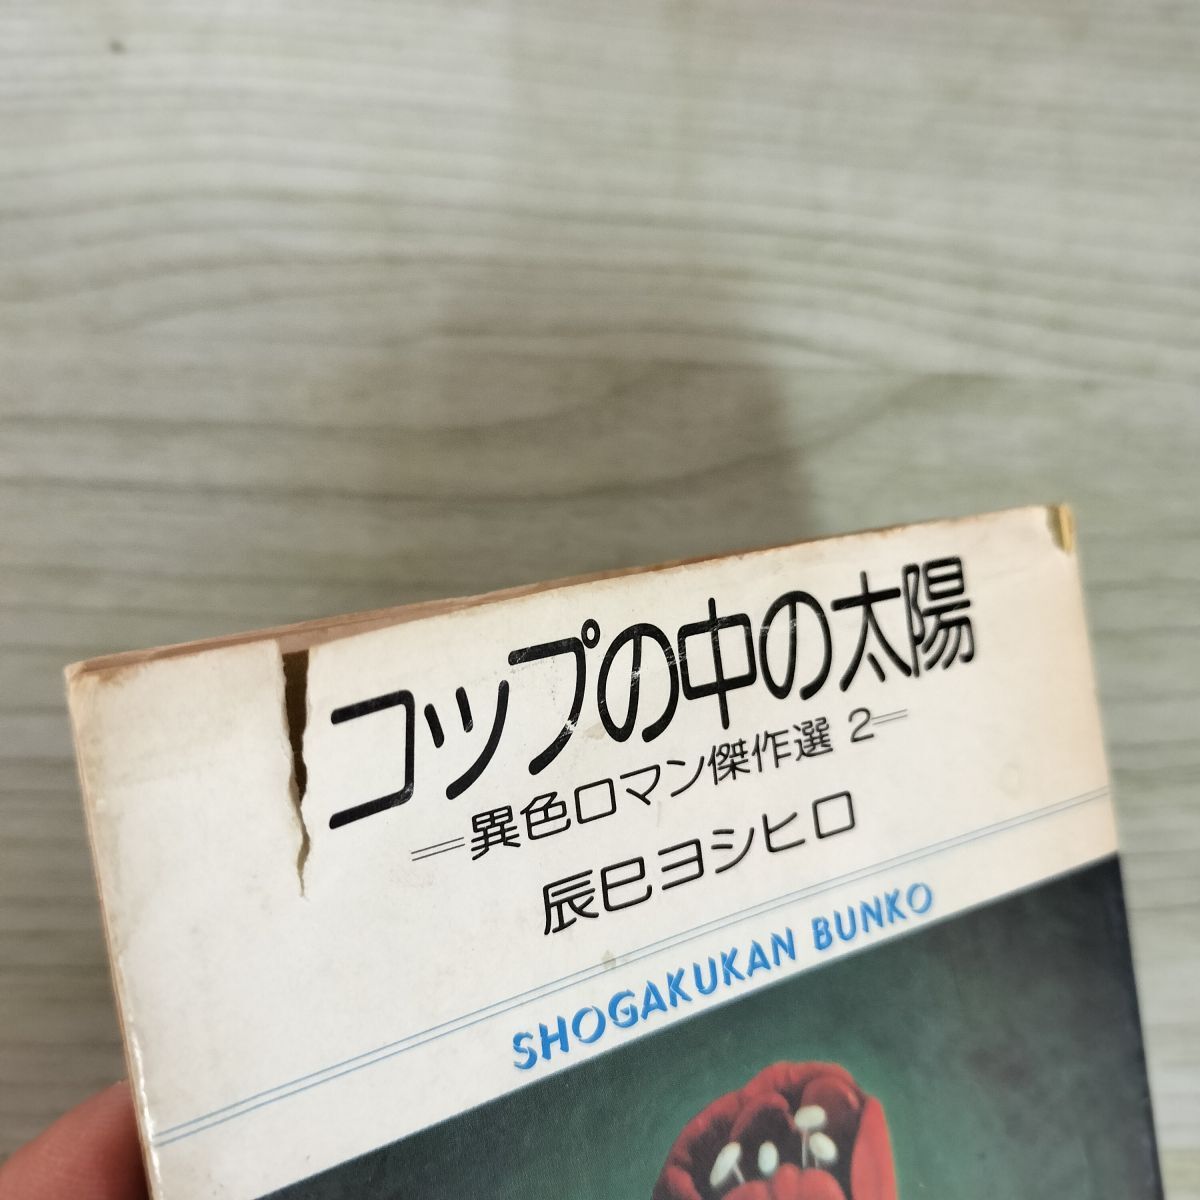 コップの中の太陽
=異色ロマン傑作選 2=
辰巳ヨシヒロ
SHOGAKUKAN BUNKO